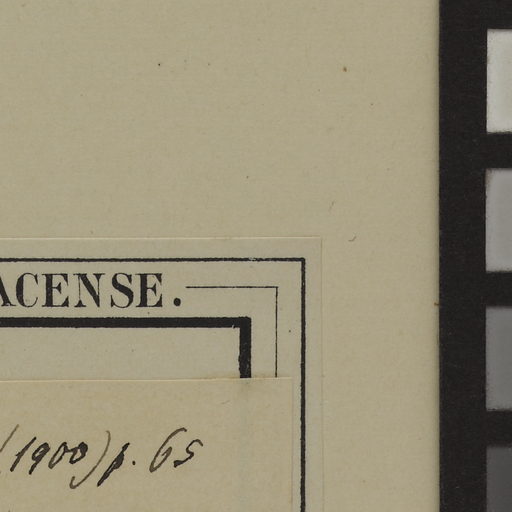 ACENSE.
(1900) p. 65